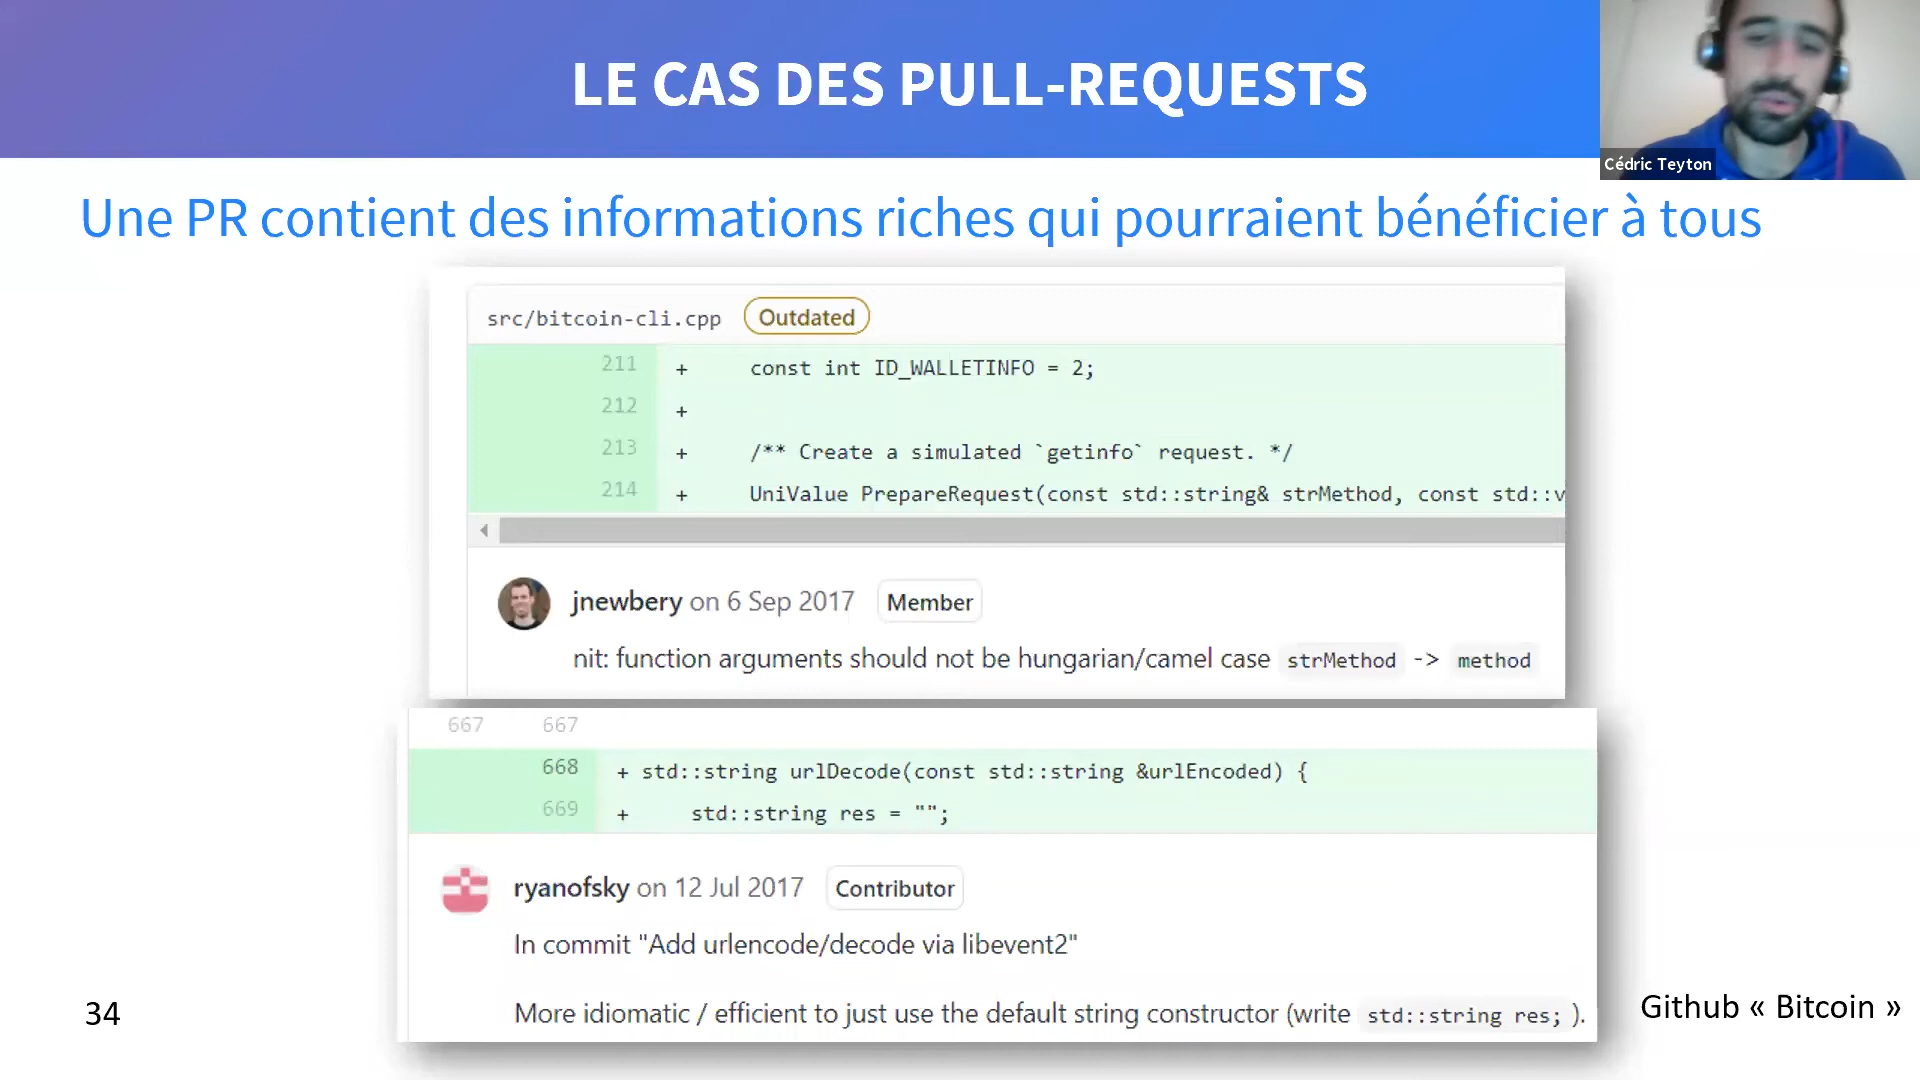 LE CAS DES PULL-REQUESTS
Cédric Teyton
Une PR contient des informations riches qui pourraient bénéficier à tous
src/bitcoin-cli.cpp Outdated
211 + const int ID_WALLETINFO = 2;
212 +
213 + /** Create a simulated `getinfo` request. */
214 + UniValue PrepareRequest(const std::string& strMethod, const std::v
jnewbery on 6 Sep 2017 Member
nit: function arguments should not be hungarian/camel case strMethod -> method
667 667
668 + std::string urlDecode(const std::string &urlEncoded) {
669 + std::string res = "";
ryanofsky on 12 Jul 2017 Contributor
In commit "Add urlencode/decode via libevent2"
More idiomatic / efficient to just use the default string constructor (write std::string res; ).
34
Github « Bitcoin »